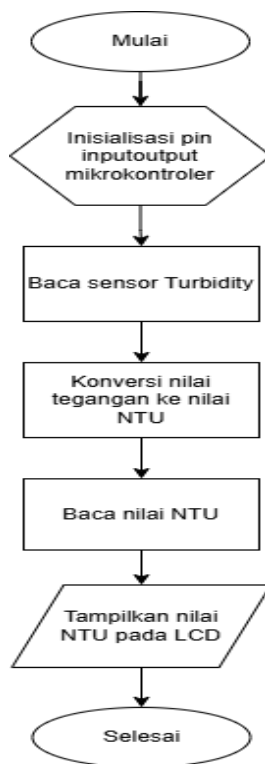 Mulai
Inisialisasi pin
inputoutput
mikrokontroler
Baca sensor Turbidity
Konversi nilai
tegangan ke nilai
NTU
Baca nilai NTU
Tampilkan nilai
NTU pada LCD
Selesai